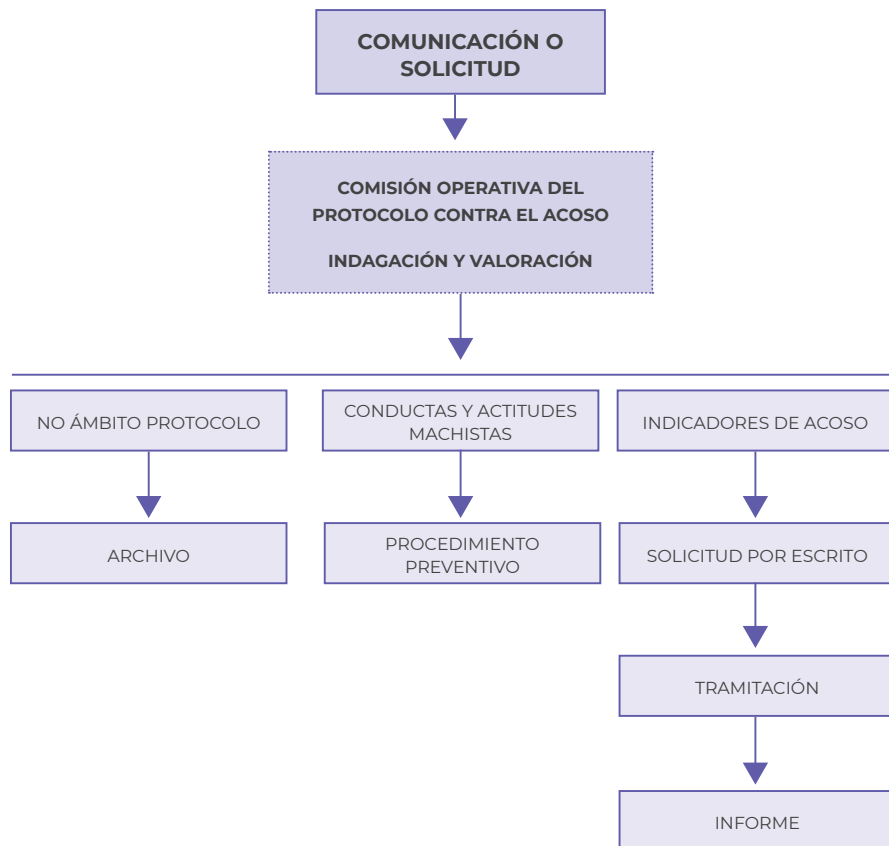 COMUNICACIÓN O
SOLICITUD
COMISIÓN OPERATIVA DEL
PROTOCOLO CONTRA EL ACOSO
INDAGACIÓN Y VALORACIÓN
NO ÁMBITO PROTOCOLO
CONDUCTAS Y ACTITUDES
MACHISTAS
INDICADORES DE ACOSO
ARCHIVO
PROCEDIMIENTO
PREVENTIVO
SOLICITUD POR ESCRITO
TRAMITACIÓN
INFORME